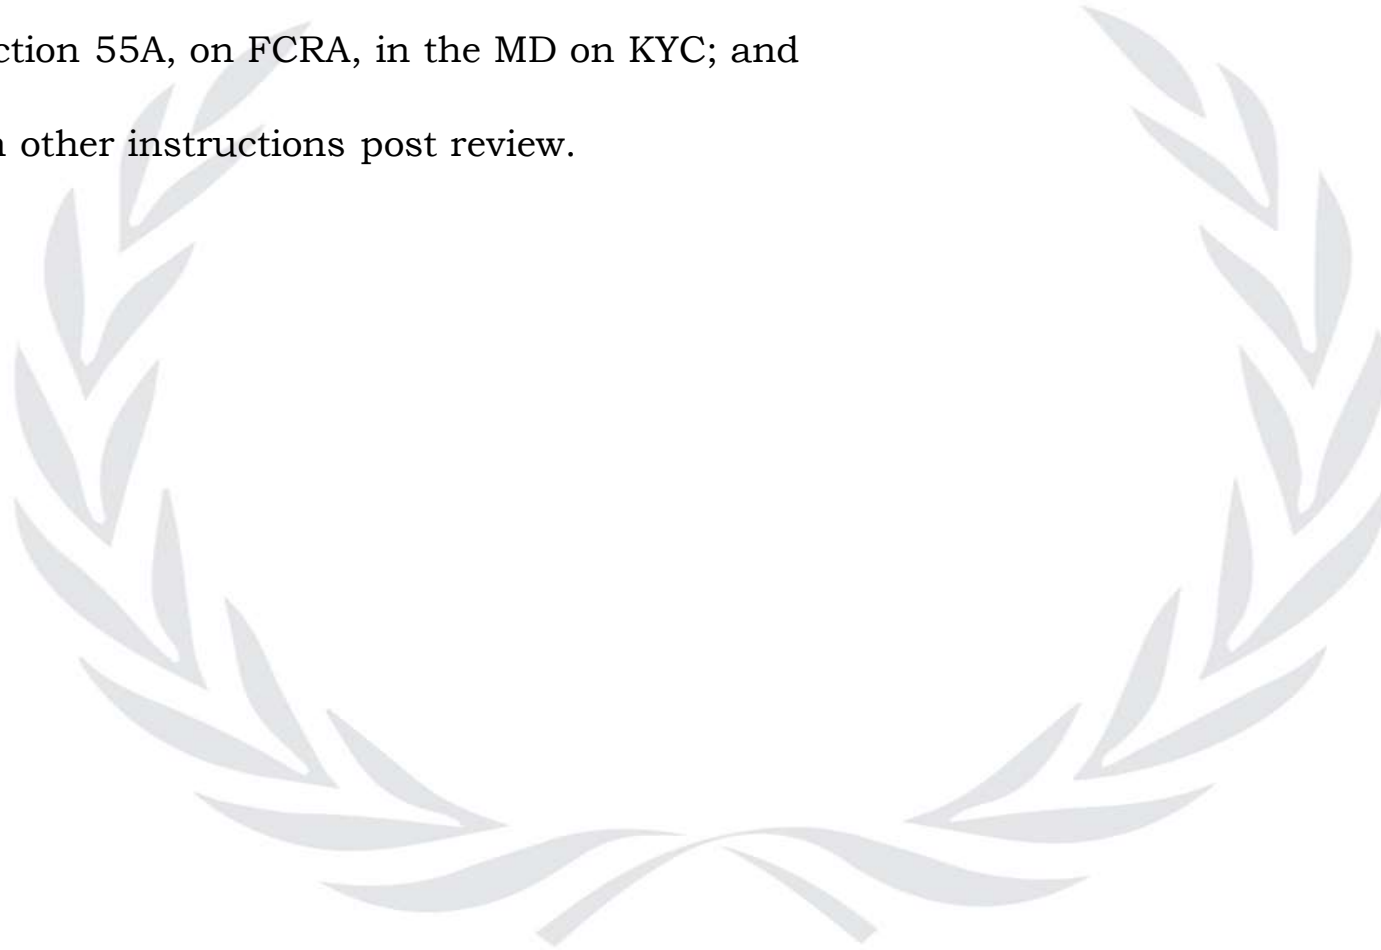 ction 55A, on FCRA, in the MD on KYC; and
other instructions post review.